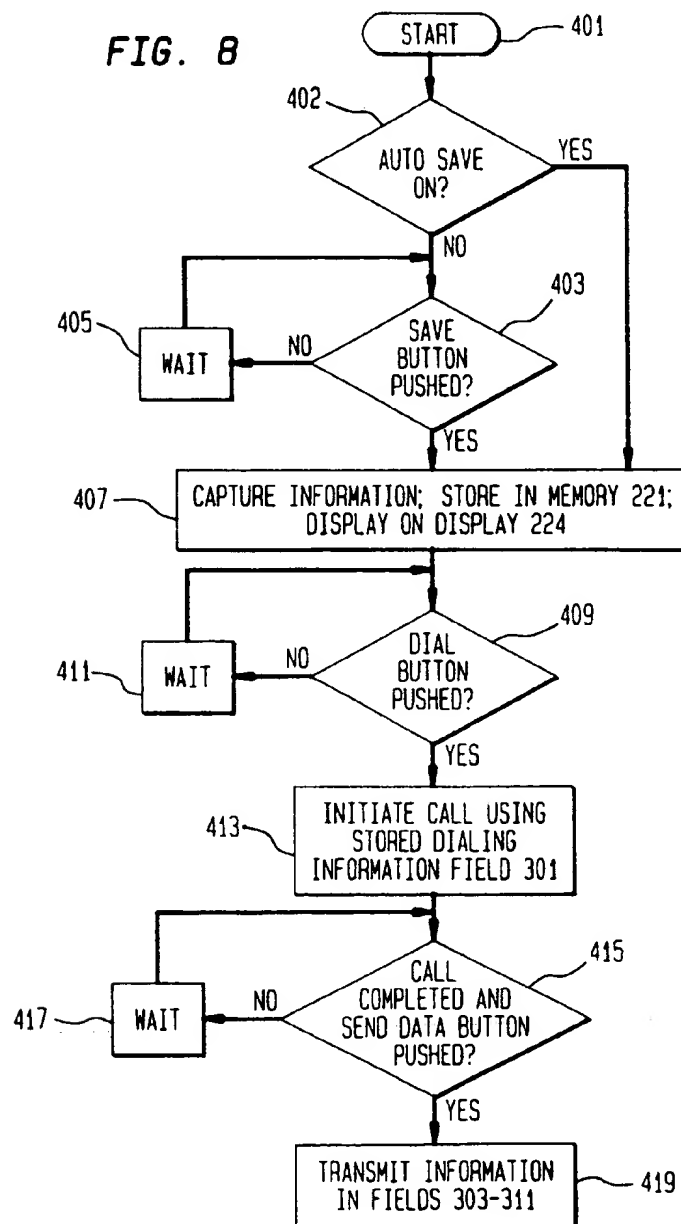 FIG. 8
START
401
402
AUTO SAVE
ON?
YES
NO
403
405
WAIT
NO
SAVE
BUTTON
PUSHED?
YES
407
CAPTURE INFORMATION; STORE IN MEMORY 221;
DISPLAY ON DISPLAY 224
409
411
WAIT
NO
DIAL
BUTTON
PUSHED?
YES
413
INITIATE CALL USING
STORED DIALING
INFORMATION FIELD 301
415
417
WAIT
NO
CALL
COMPLETED AND
SEND DATA BUTTON
PUSHED?
YES
TRANSMIT INFORMATION
IN FIELDS 303-311
419